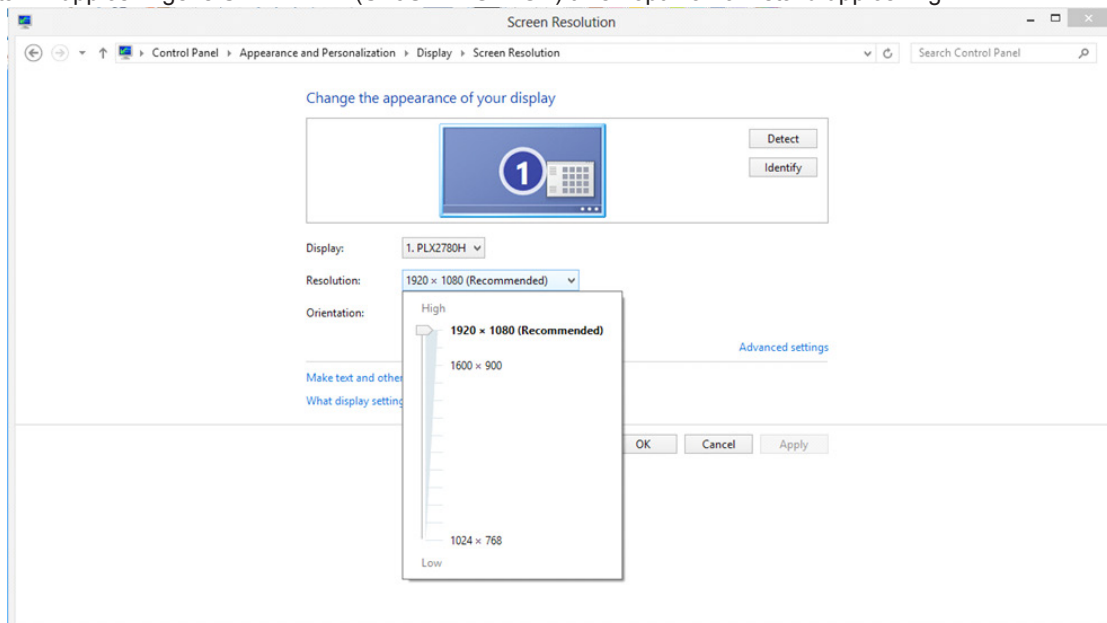 Screen Resolution
Control Panel Appearance and Personalization Display Screen Resolution
Search Control Panel
Change the appearance of your display
1
Detect
Identify
Display: 1. PLX2780H
Resolution: 1920 × 1080 (Recommended)
Orientation:
High
1920 × 1080 (Recommended)
1600 × 900
Advanced settings
Make text and other
What display setting
OK Cancel Apply
1024 × 768
Low